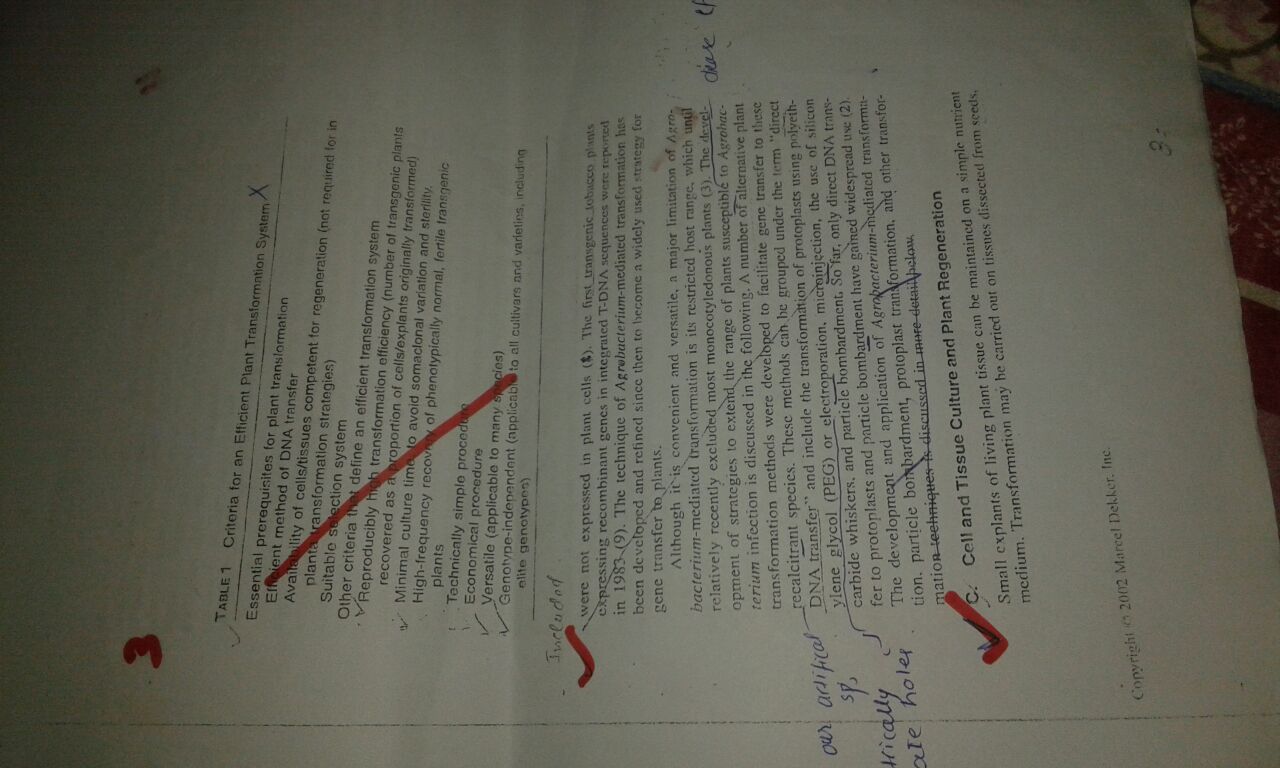 3
TABLE 1 Criteria for an Efficient Plant Transformation System X
Essential prerequisites for plant transformation
Efficient method of DNA transfer
Availability of cells/tissues competent for regeneration (not required for in
planta transformation strategies)
Suitable selection system
Other criteria that define an efficient transformation system
Reproducibly high transformation efficiency (number of transgenic plants
recovered as a proportion of cells/explants originally transformed)
Minimal culture time, to avoid somaclonal variation and sterility.
High-frequency recovery of phenotypically normal, fertile transgenic
plants
Technically simple procedure
Economical procedure
Versatile (applicable to many species)
Genotype-independent (applicable to all cultivars and varieties, including
elite genotypes)
Included
were not expressed in plant cells (8). The first transgenic tobacco plants
expressing recombinant genes in integrated T-DNA sequences were reported
in 1983 (9). The technique of Agrobacterium-mediated transformation has
been developed and refined since then to become a widely used strategy for
gene transfer to plants.
Although it is convenient and versatile, a major limitation of Agro-
bacterium-mediated transformation is its restricted host range, which until
relatively recently excluded most monocotyledonous plants (3). The devel-
opment of strategies to extend the range of plants susceptible to Agrobac-
terium infection is discussed in the following. A number of alternative plant
transformation methods were developed to facilitate gene transfer to these
recalcitrant species. These methods can be grouped under the term "direct
DNA transfer" and include the transformation of protoplasts using polyeth-
ylene glycol (PEG) or electroporation, microinjection, the use of silicon
carbide whiskers, and particle bombardment. So far, only direct DNA trans-
fer to protoplasts and particle bombardment have gained widespread use (2).
The development and application of Agrobacterium-mediated transforma-
tion, particle bombardment, protoplast transformation, and other transfor-
mation techniques is discussed in more detail below.
our artifical
sp,
trically
ate holes
C. Cell and Tissue Culture and Plant Regeneration
Small explants of living plant tissue can be maintained on a simple nutrient
medium. Transformation may be carried out on tissues dissected from seeds,
Copyright © 2002 Marcel Dekker, Inc.
3